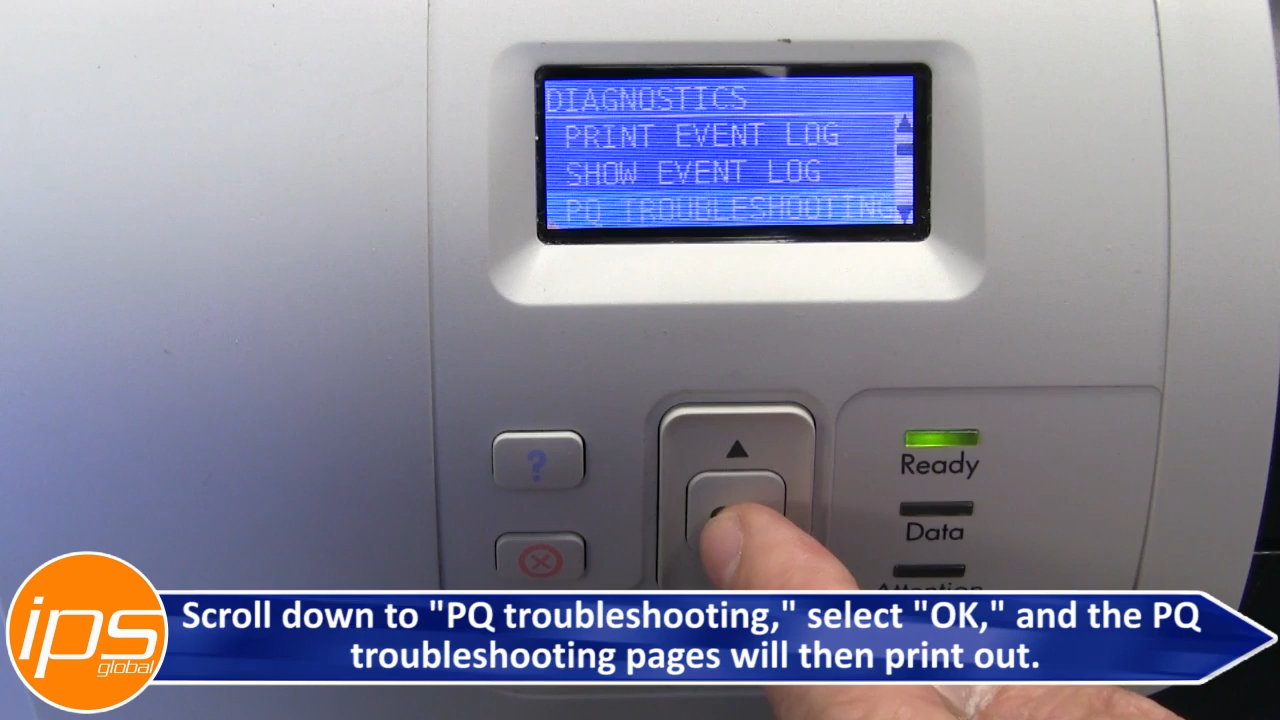 DIAGNOSTICS
PRINT EVENT LOG
SHOW EVENT LOG
PQ TROUBLESHOOTING
?
Ready
Data
Attention
ips
global
Scroll down to "PQ troubleshooting," select "OK," and the PQ
troubleshooting pages will then print out.